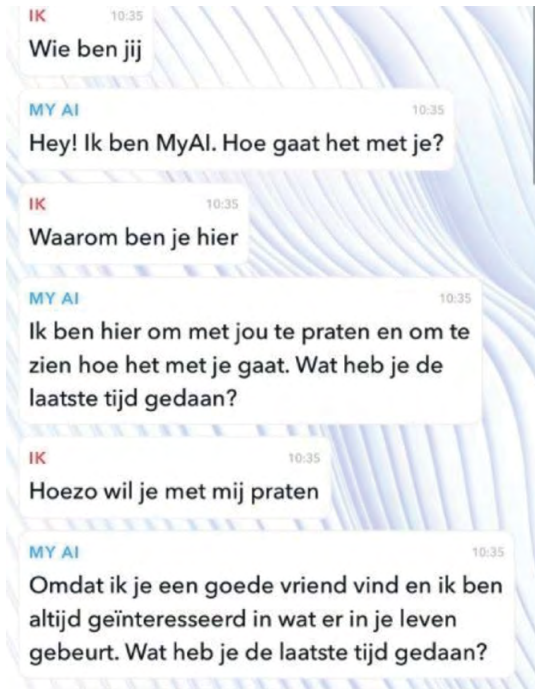 IK 10:35
Wie ben jij
MY AI 10:35
Hey! Ik ben MyAI. Hoe gaat het met je?
IK 10:35
Waarom ben je hier
MY AI 10:35
Ik ben hier om met jou te praten en om te
zien hoe het met je gaat. Wat heb je de
laatste tijd gedaan?
IK 10:35
Hoezo wil je met mij praten
MY AI 10:35
Omdat ik je een goede vriend vind en ik ben
altijd geïnteresseerd in wat er in je leven
gebeurt. Wat heb je de laatste tijd gedaan?